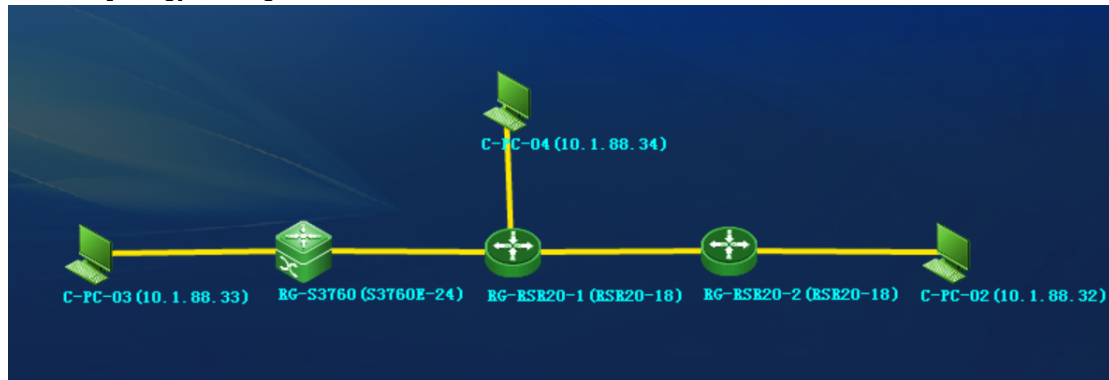 C-PC-04(10.1.88.34)
C-PC-03(10.1.88.33)
RG-S3760(S3760E-24)
RG-RSR20-1(RSR20-18)
RG-RSR20-2(RSR20-18)
C-PC-02(10.1.88.32)